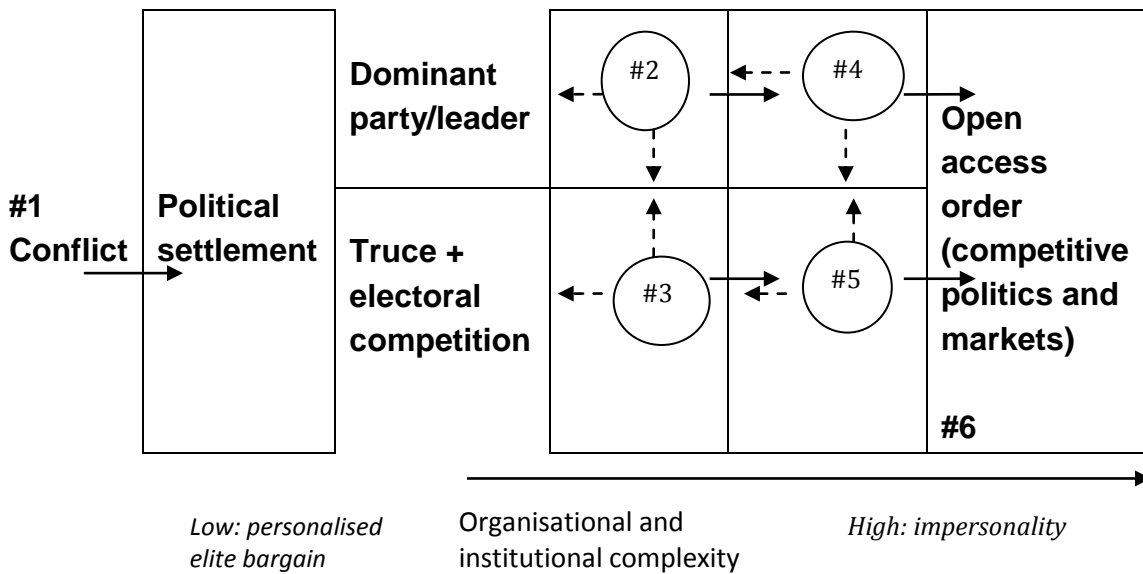 #1
Conflict
Political
settlement
Dominant
party/leader
Truce +
electoral
competition
#2
#4
#3
#5
Open
access
order
(competitive
politics and
markets)
#6
Low: personalised
elite bargain
Organisational and
institutional complexity
High: impersonality